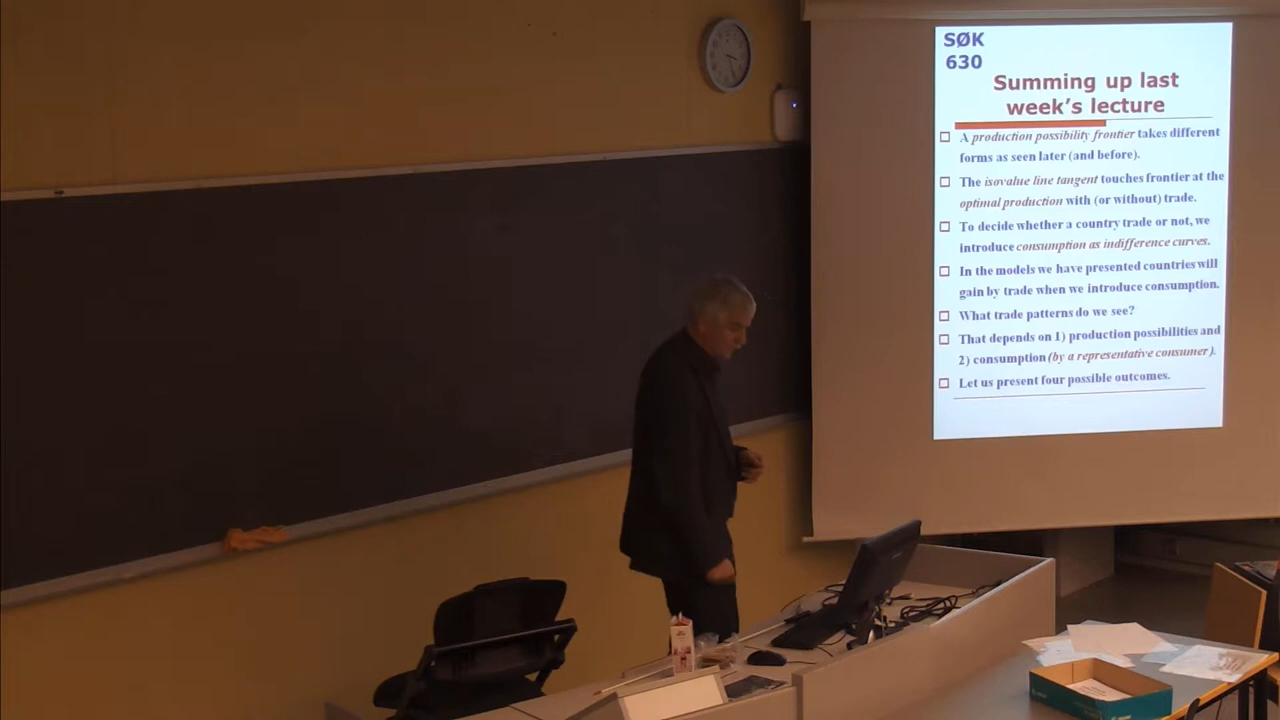 SØK
630
Summing up last
week's lecture
A production possibility frontier takes different
forms as seen later (and before).
The isovalue line tangent touches frontier at the
optimal production with (or without) trade.
To decide whether a country trade or not, we
introduce consumption as indifference curves.
In the models we have presented countries will
gain by trade when we introduce consumption.
What trade patterns do we see?
That depends on 1) production possibilities and
2) consumption (by a representative consumer).
Let us present four possible outcomes.